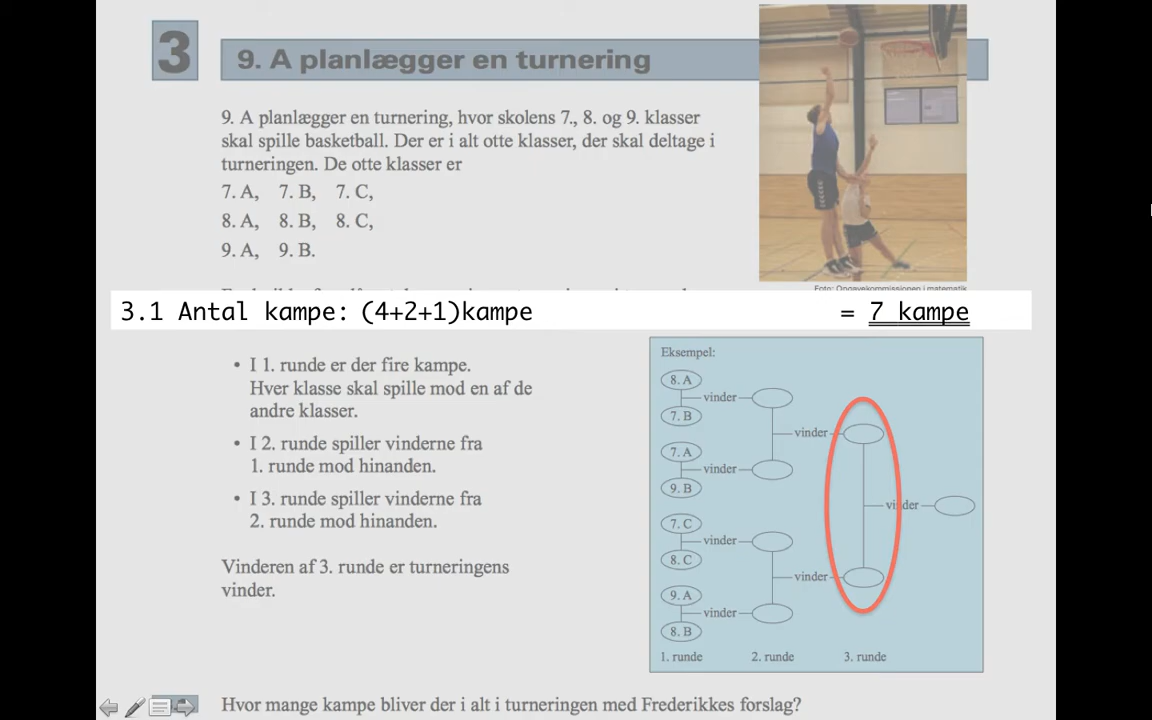 3
9. A planlægger en turnering
9. A planlægger en turnering, hvor skolens 7., 8. og 9. klasser
skal spille basketball. Der er i alt otte klasser, der skal deltage i
turneringen. De otte klasser er
7. A, 7. B, 7. C,
8. A, 8. B, 8. C,
9. A, 9. B.
Foto: Opgavekommissionen i matematik
3.1 Antal kampe: (4+2+1)kampe = 7 kampe
• I 1. runde er der fire kampe.
Hver klasse skal spille mod en af de
andre klasser.
• I 2. runde spiller vinderne fra
1. runde mod hinanden.
• I 3. runde spiller vinderne fra
2. runde mod hinanden.
Vinderen af 3. runde er turneringens
vinder.
Eksempel:
8. A
vinder
7. B
vinder
7. A
vinder
9. B
vinder
7. C
vinder
8. C
vinder
9. A
vinder
8. B
1. runde 2. runde 3. runde
Hvor mange kampe bliver der i alt i turneringen med Frederikkes forslag?